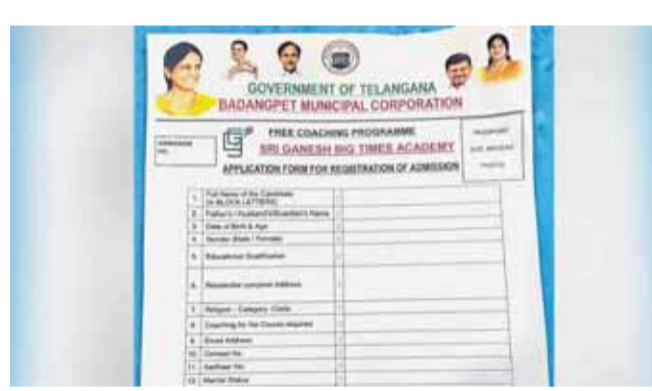 GOVERNMENT OF TELANGANA
BADANGPET MUNICIPAL CORPORATION
FREE COACHING PROGRAMME
SRI GANESH BIG TIMES ACADEMY
APPLICATION FORM FOR REGISTRATION OF ADMISSION
ADMISSION NO.
PASSPORT
PHOTO
1. Full Name of the Candidate :
(in BLOCK LETTERS)
2. Father's / Husband's/Guardian's Name :
3. Date of Birth & Age :
4. Gender (Male / Female) :
5. Educational Qualification :
6. Residential complete Address :
7. Religion - Category -Caste :
8. Coaching for the Course required :
9. Email Address :
10. Contact No. :
11. Aadhaar No. :
12. Marital Status :